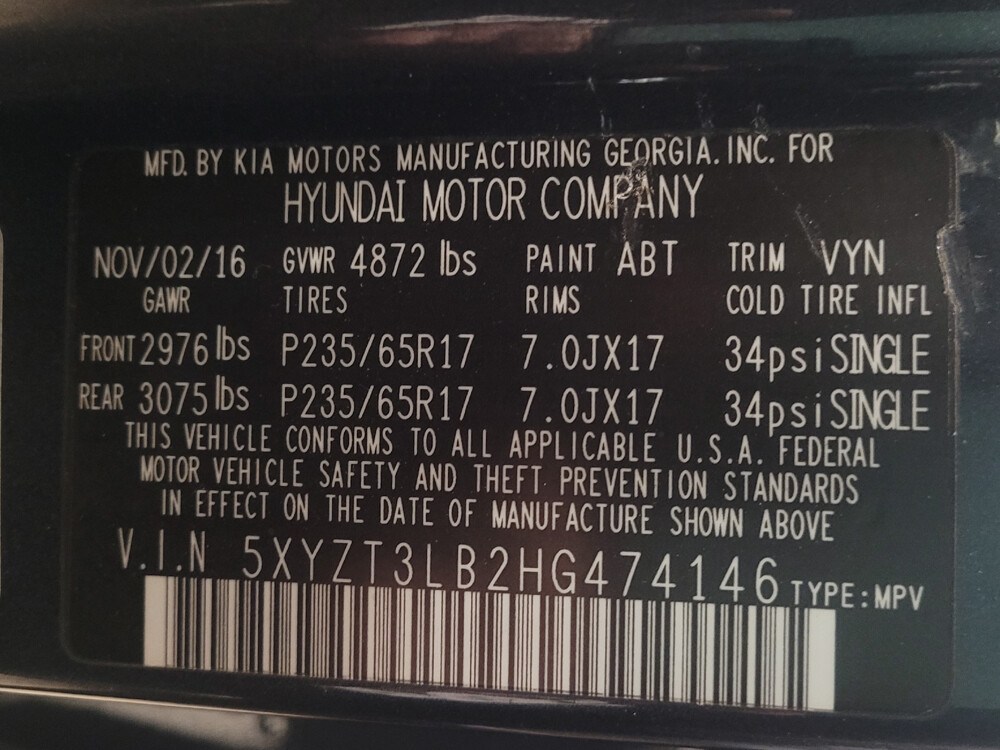 MFD. BY KIA MOTORS MANUFACTURING GEORGIA. INC. FOR
HYUNDAI MOTOR COMPANY
NOV/02/16 GVWR 4872 lbs PAINT ABT TRIM VYN
GAWR TIRES RIMS COLD TIRE INFL
FRONT 2976 lbs P235/65R17 7.0JX17 34psi SINGLE
REAR 3075 lbs P235/65R17 7.0JX17 34psi SINGLE
THIS VEHICLE CONFORMS TO ALL APPLICABLE U.S.A. FEDERAL
MOTOR VEHICLE SAFETY AND THEFT PREVENTION STANDARDS
IN EFFECT ON THE DATE OF MANUFACTURE SHOWN ABOVE
V.I.N 5XYZT3LB2HG474146 TYPE:MPV